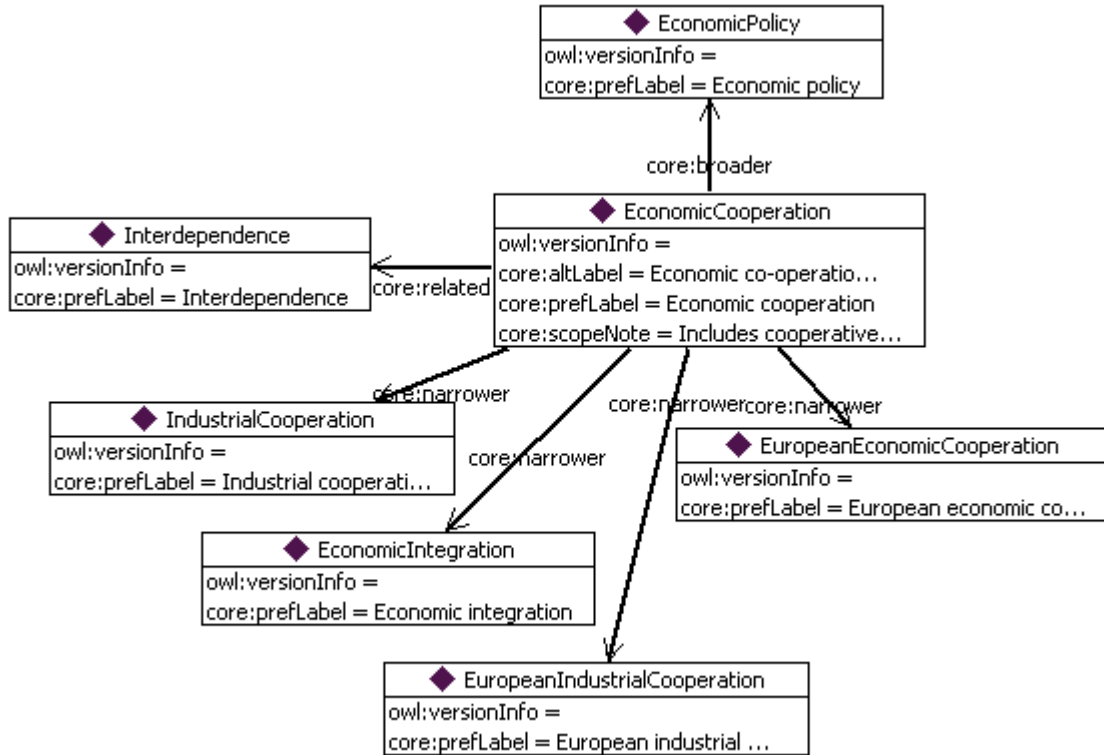 EconomicPolicy
owl:versionInfo =
core:prefLabel = Economic policy
core:broader
EconomicCooperation
owl:versionInfo =
core:altLabel = Economic co-operatio...
core:prefLabel = Economic cooperation
core:scopeNote = Includes cooperative...
Interdependence
owl:versionInfo =
core:prefLabel = Interdependence
core:related
core:narrower
core:narrower
core:narrower
core:narrower
IndustrialCooperation
owl:versionInfo =
core:prefLabel = Industrial cooperati...
EuropeanEconomicCooperation
owl:versionInfo =
core:prefLabel = European economic co...
EconomicIntegration
owl:versionInfo =
core:prefLabel = Economic integration
EuropeanIndustrialCooperation
owl:versionInfo =
core:prefLabel = European industrial ...